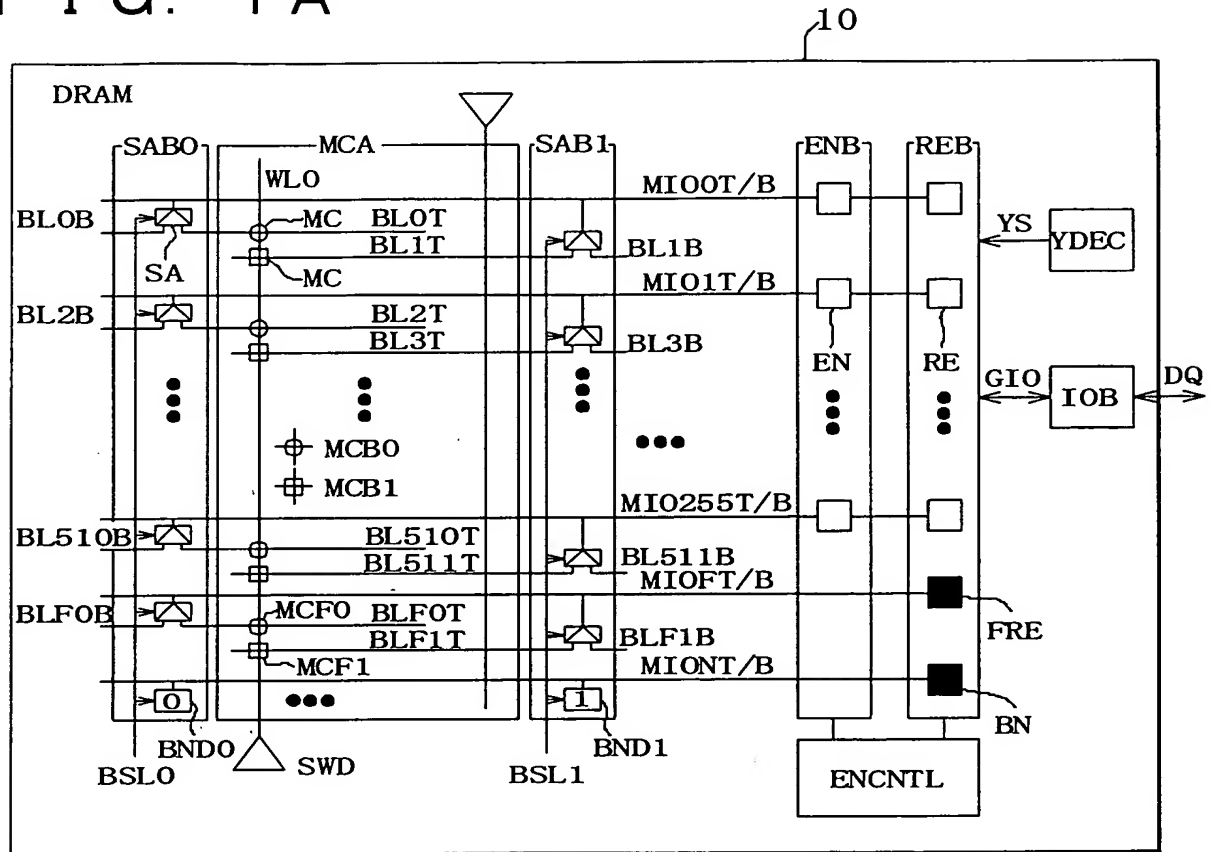 FIG. 1A
10
DRAM
SAB0 MCA SAB1 ENB REB
WL0
MIO0T/B
BL0B MC BL0T
BL1T BL1B YS YDEC
SA MC
MIO1T/B
BL2B BL2T
BL3T BL3B
EN RE GIO IOB DQ
MCB0
MCB1
MIO255T/B
BL510B BL510T
BL511T BL511B
MIOFT/B
BLF0B MCF0 BLF0T FRE
BLF1T BLF1B
MCF1 MIONT/B
0 1
BND0 BND1 BN
BSL0 SWD BSL1 ENCNTL